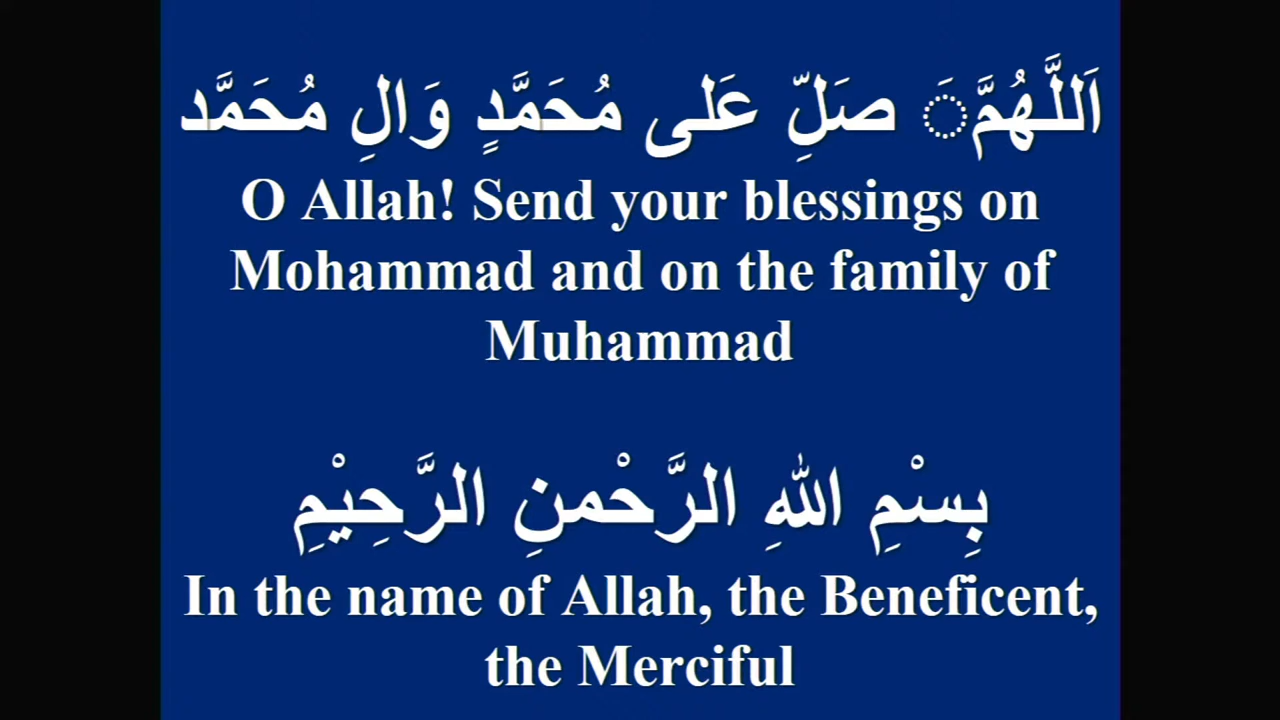 اَللَّهُمَّ◌َ صَلِّ عَلى مُحَمَّدٍ وَالِ مُحَمَّد
O Allah! Send your blessings on
Mohammad and on the family of
Muhammad
بِسْمِ اللهِ الرَّحْمنِ الرَّحِيْمِ
In the name of Allah, the Beneficent,
the Merciful